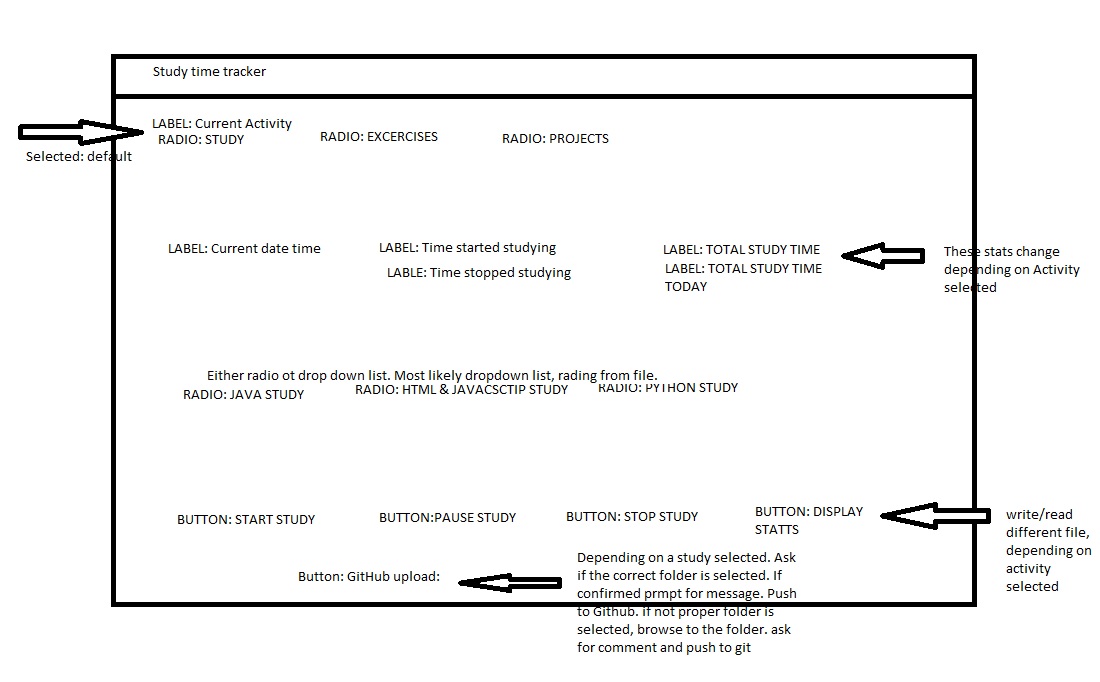 Study time tracker
LABEL: Current Activity
RADIO: STUDY
RADIO: EXCERCISES
RADIO: PROJECTS
Selected: default
LABEL: Current date time
LABEL: Time started studying
LABLE: Time stopped studying
LABEL: TOTAL STUDY TIME
LABEL: TOTAL STUDY TIME
TODAY
These stats change
depending on Activity
selected
Either radio ot drop down list. Most likely dropdown list, rading from file.
RADIO: JAVA STUDY
RADIO: HTML & JAVACSCTIP STUDY
RADIO: PYTHON STUDY
BUTTON: START STUDY
BUTTON:PAUSE STUDY
BUTTON: STOP STUDY
BUTTON: DISPLAY
STATTS
write/read
different file,
depending on
activity
selected
Button: GitHub upload:
Depending on a study selected. Ask
if the correct folder is selected. If
confirmed prmpt for message. Push
to Github. if not proper folder is
selected, browse to the folder. ask
for comment and push to git